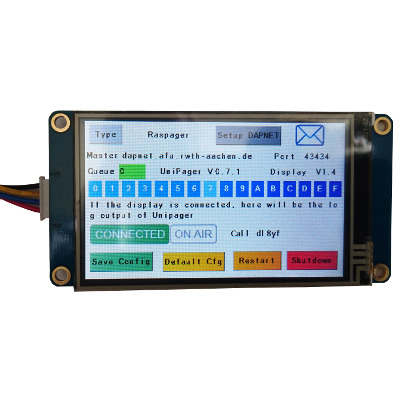 Type Raspager Setup DAPNET
Master dapnet.afu.rwth-aachen.de Port 43434
Queue 0 UniPager V0.7.1 Display V1.4
0 1 2 3 4 5 6 7 8 9 A B C D E F
If the display is connected, here will be the lo
g output of Unipager
CONNECTED ON AIR Call dl8yf
Save Config Default Cfg Restart Shutdown